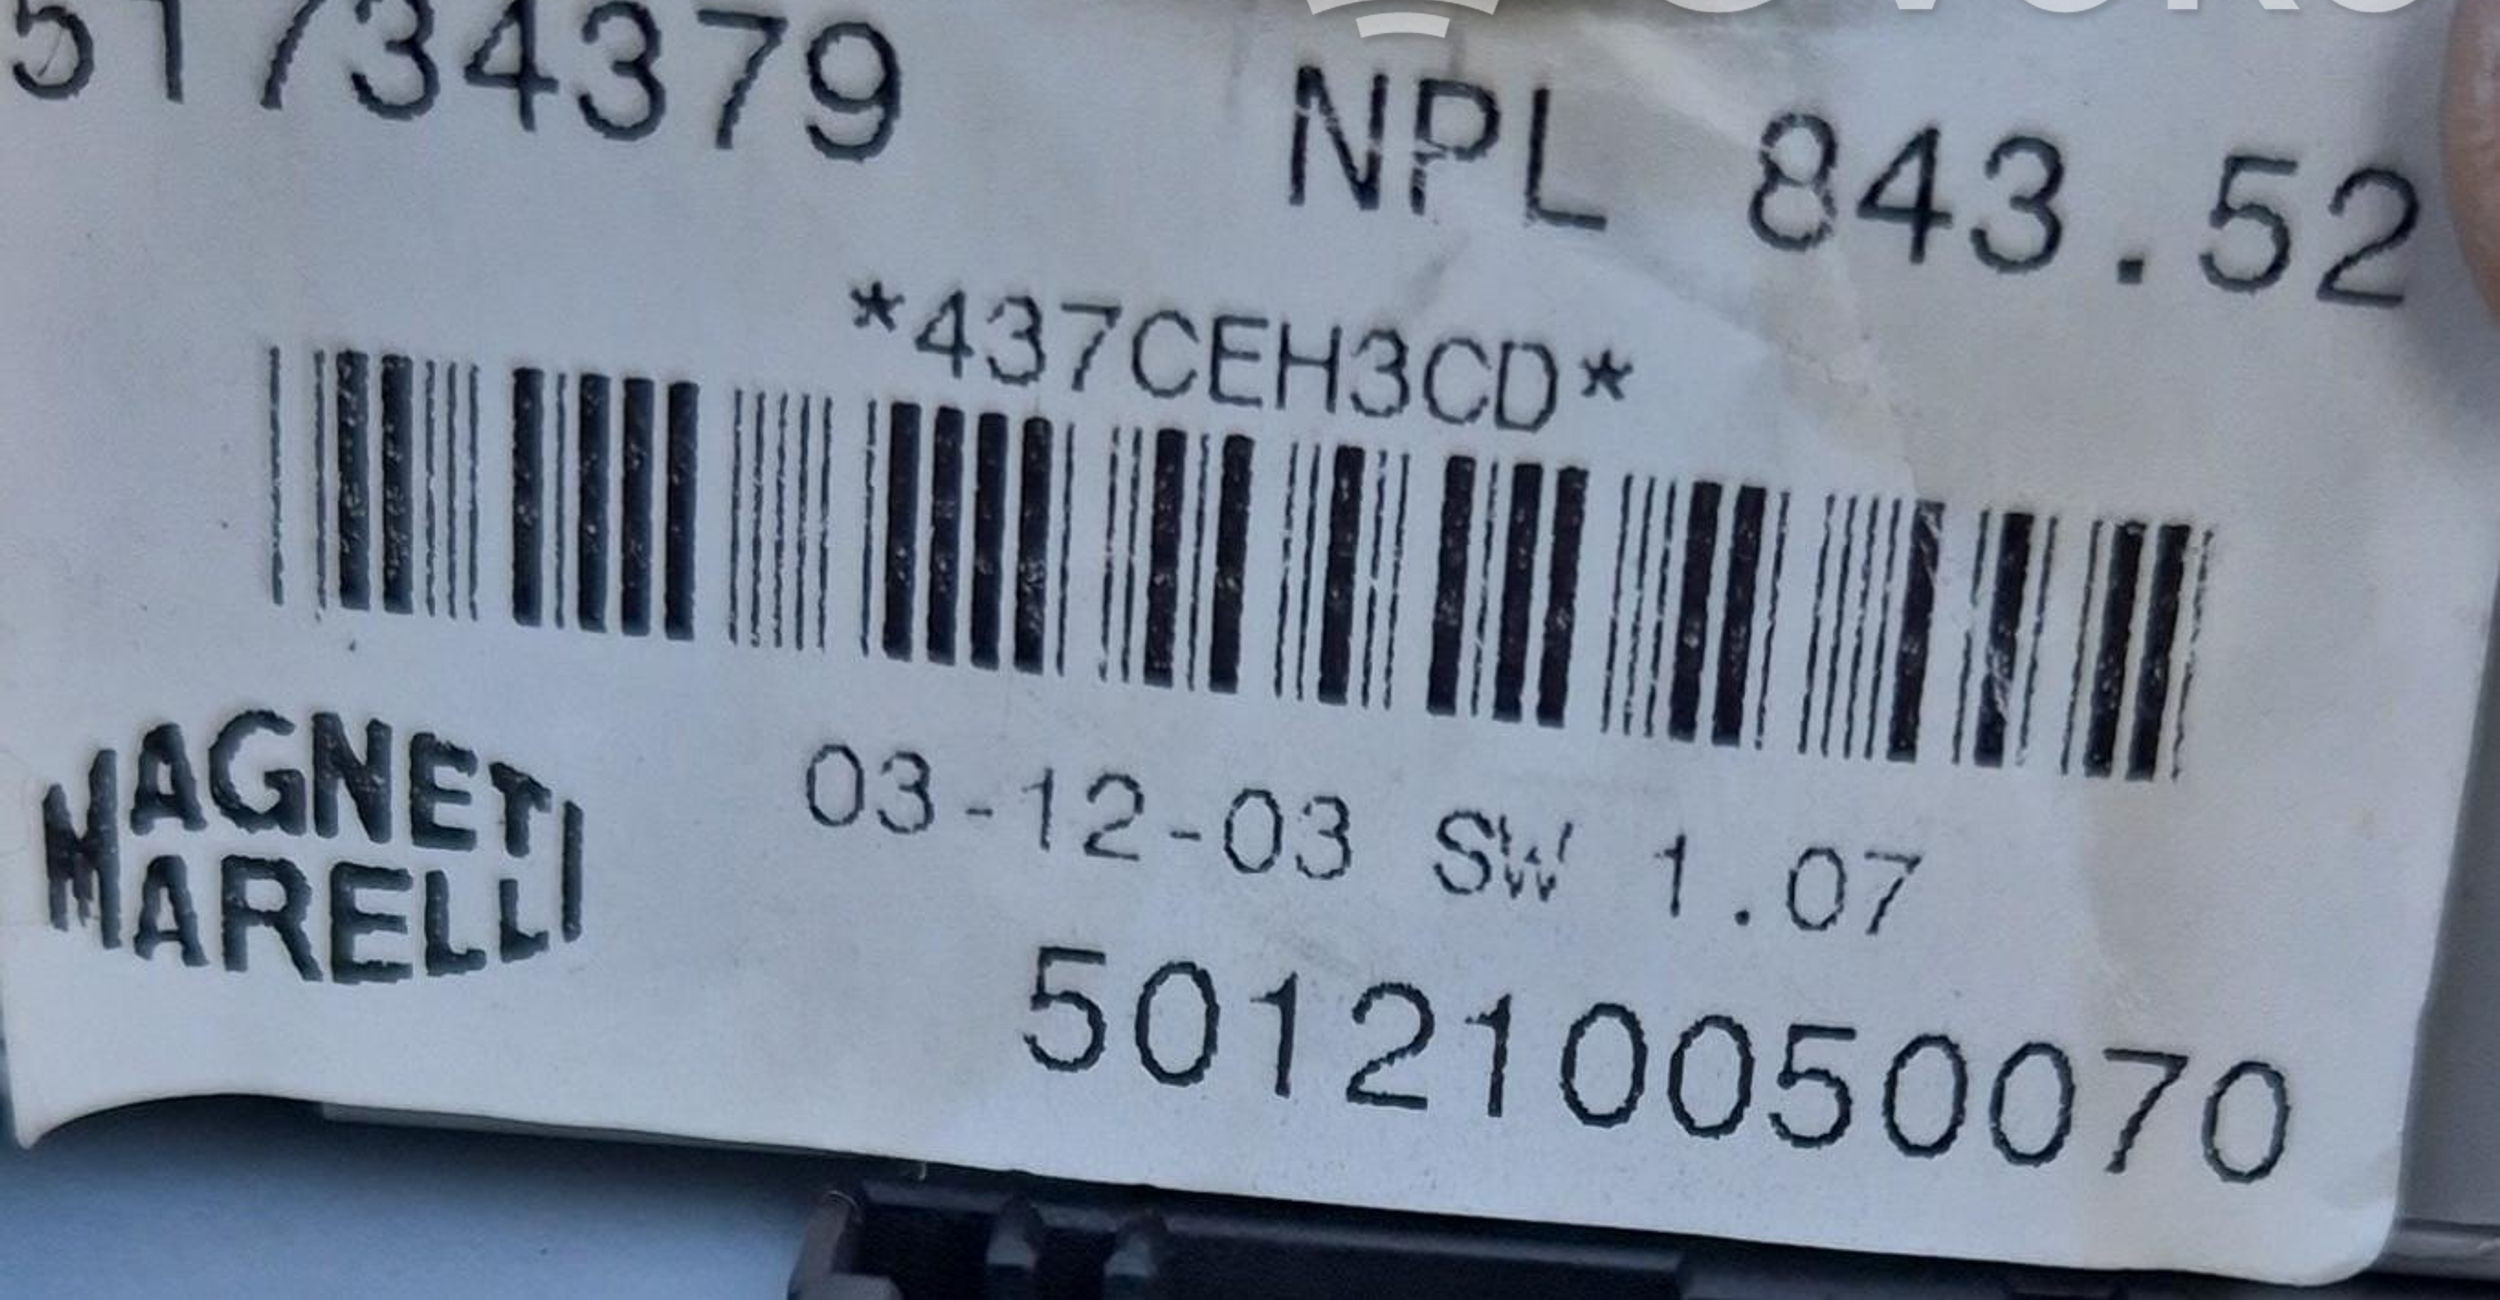 51734379 NPL 843.52
*437CEH3CD*
MAGNETI
MARELLI
03-12-03 SW 1.07
501210050070